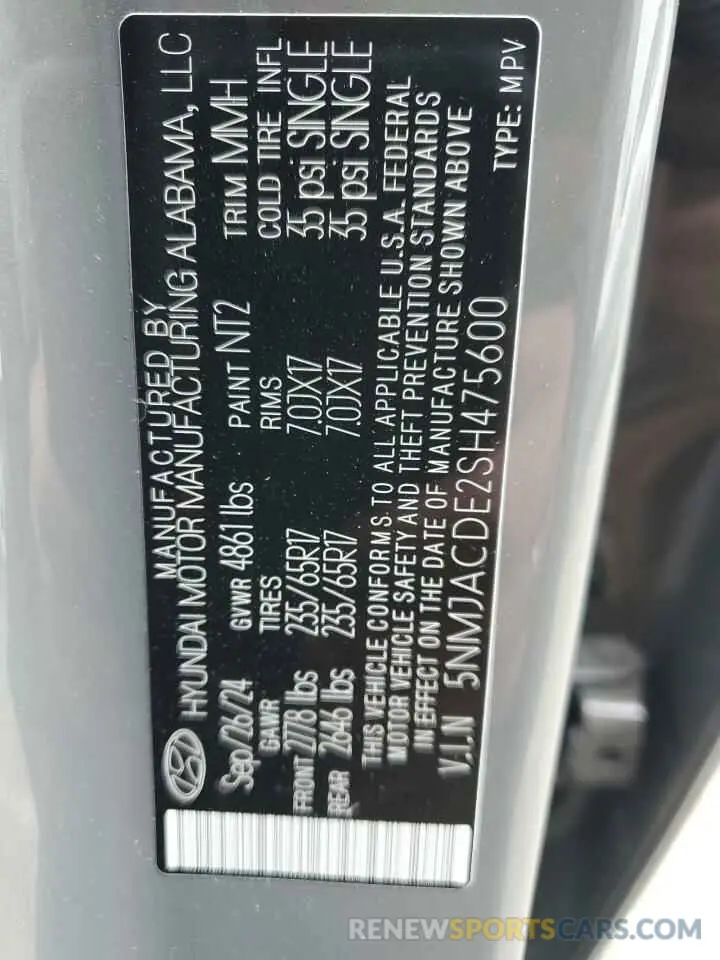 MANUFACTURED BY
HYUNDAI MOTOR MANUFACTURING ALABAMA, LLC
Sep/26/24 GVWR 4861 lbs PAINT NT2 TRIM MMH
GAWR TIRES RIMS COLD TIRE INFL
FRONT 2778 lbs 235/65R17 7.0JX17 35 psi SINGLE
REAR 2646 lbs 235/65R17 7.0JX17 35 psi SINGLE
THIS VEHICLE CONFORMS TO ALL APPLICABLE U.S.A. FEDERAL
MOTOR VEHICLE SAFETY AND THEFT PREVENTION STANDARDS
IN EFFECT ON THE DATE OF MANUFACTURE SHOWN ABOVE
V.I.N 5NMJACDE2SH475600
TYPE: MPV
RENEWSPORTCARS.COM